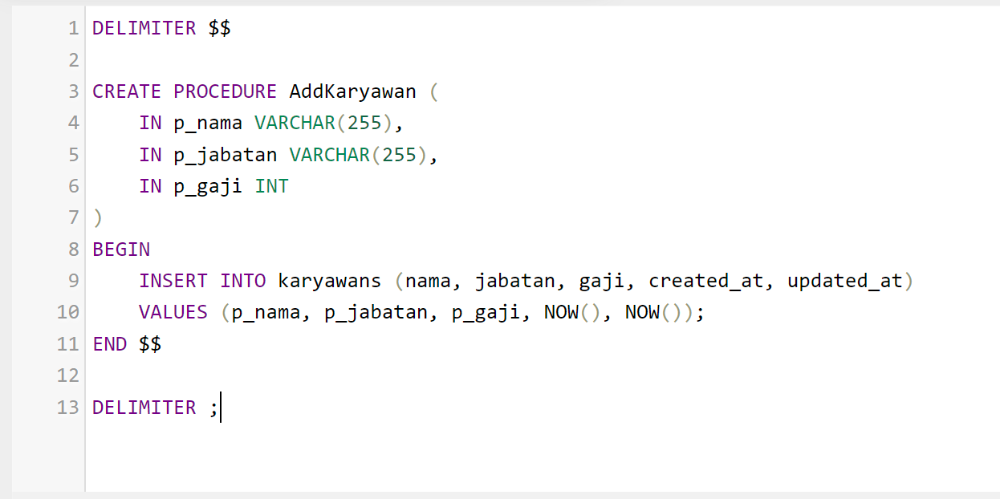 1 DELIMITER $$
2
3 CREATE PROCEDURE AddKaryawan (
4     IN p_nama VARCHAR(255),
5     IN p_jabatan VARCHAR(255),
6     IN p_gaji INT
7 )
8 BEGIN
9     INSERT INTO karyawans (nama, jabatan, gaji, created_at, updated_at)
10     VALUES (p_nama, p_jabatan, p_gaji, NOW(), NOW());
11 END $$
12
13 DELIMITER ;